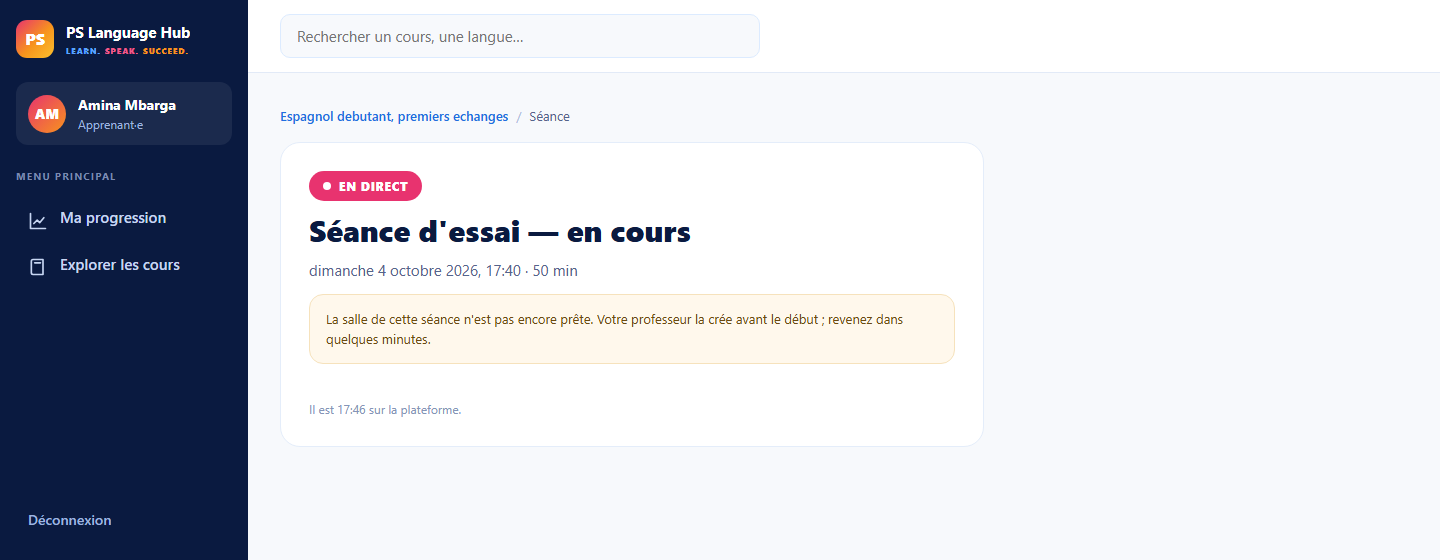 PS
PS Language Hub
LEARN. SPEAK. SUCCEED.
AM
Amina Mbarga
Apprenant·e
MENU PRINCIPAL
Ma progression
Explorer les cours
Déconnexion
Rechercher un cours, une langue...
Espagnol debutant, premiers echanges / Séance
EN DIRECT
Séance d'essai — en cours
dimanche 4 octobre 2026, 17:40 · 50 min
La salle de cette séance n'est pas encore prête. Votre professeur la crée avant le début ; revenez dans
quelques minutes.
Il est 17:46 sur la plateforme.